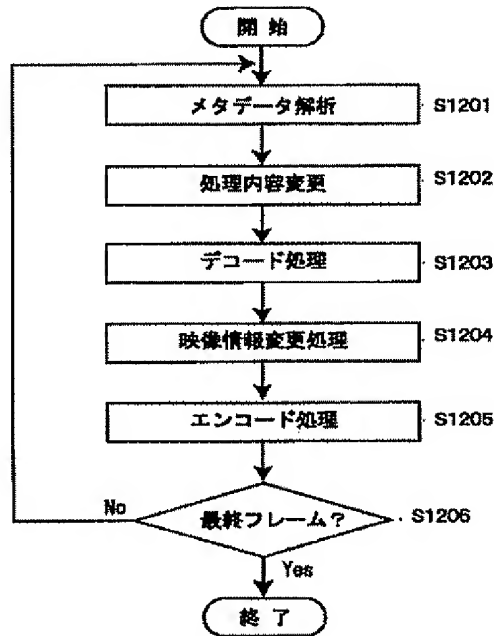 開 始
メタデータ解析 S1201
処理内容変更 S1202
デコード処理 S1203
映像情報変更処理 S1204
エンコード処理 S1205
No 最終フレーム? S1206
Yes
終 了